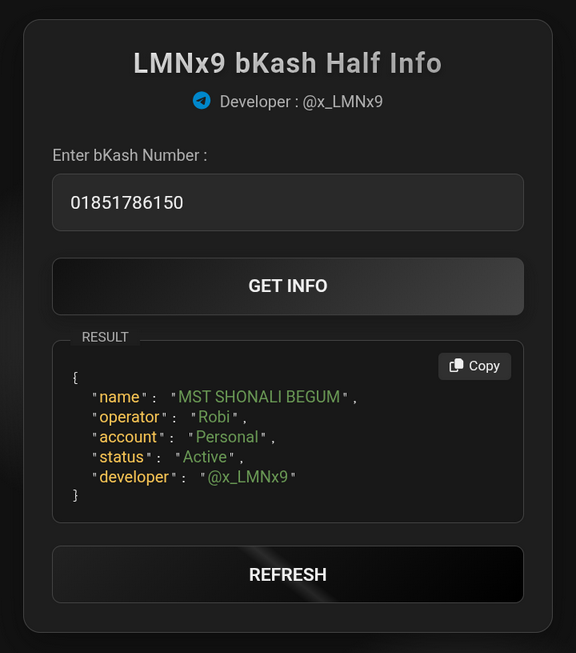 LMNx9 bKash Half Info
Developer : @x_LMNx9
Enter bKash Number :
01851786150
GET INFO
RESULT
Copy
{
"name": "MST SHONALI BEGUM",
"operator": "Robi",
"account": "Personal",
"status": "Active",
"developer": "@x_LMNx9"
}
REFRESH